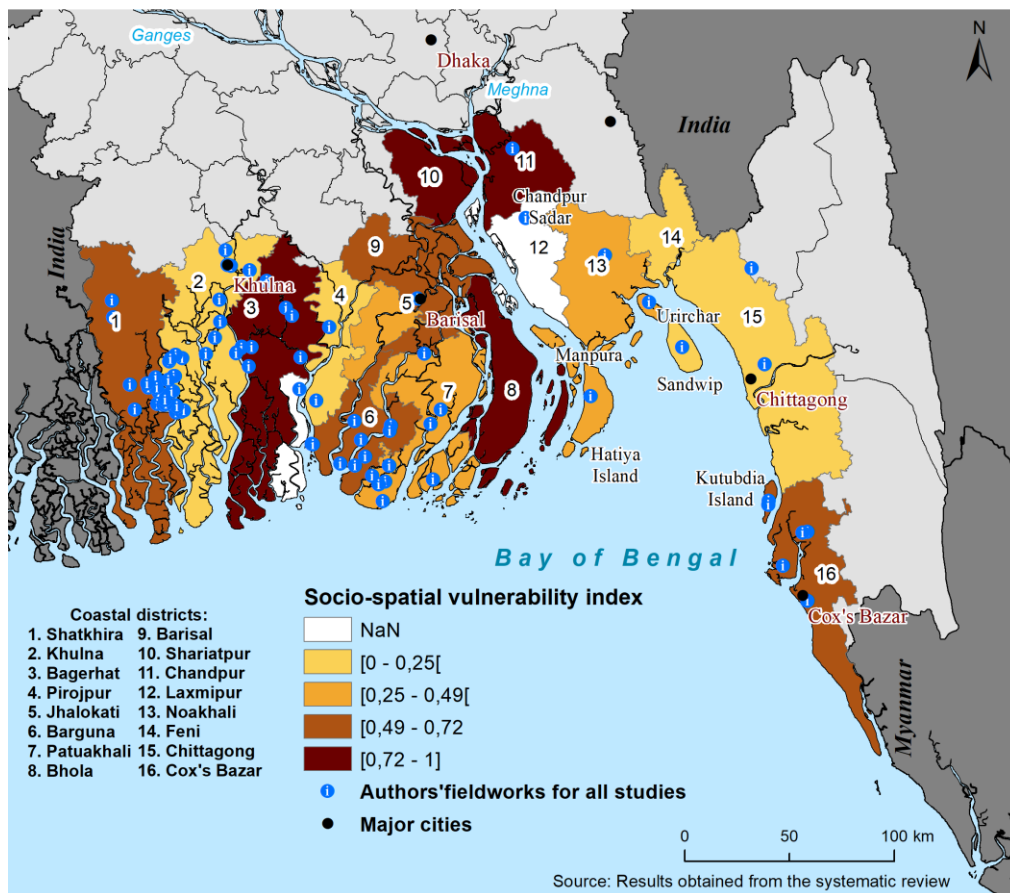 Ganges
Dhaka
N
Meghna
India
11
10
Chandpur
Sadar
India
9
12
14
2
13
Khulna
4
5
Urirchar
3
1
Barisal
15
Manpura
Sandwip
7
8
Chittagong
6
Hatiya
Island
Kutubdia
Island
Bay of Bengal
16
Cox's Bazar
Myanmar
Socio-spatial vulnerability index
NaN
[0 - 0,25[
[0,25 - 0,49[
[0,49 - 0,72
[0,72 - 1]
Authors'fieldworks for all studies
Major cities
Coastal districts:
1. Shatkhira 9. Barisal
2. Khulna 10. Shariatpur
3. Bagerhat 11. Chandpur
4. Pirojpur 12. Laxmipur
5. Jhalokati 13. Noakhali
6. Barguna 14. Feni
7. Patuakhali 15. Chittagong
8. Bhola 16. Cox's Bazar
0 50 100 km
Source: Results obtained from the systematic review